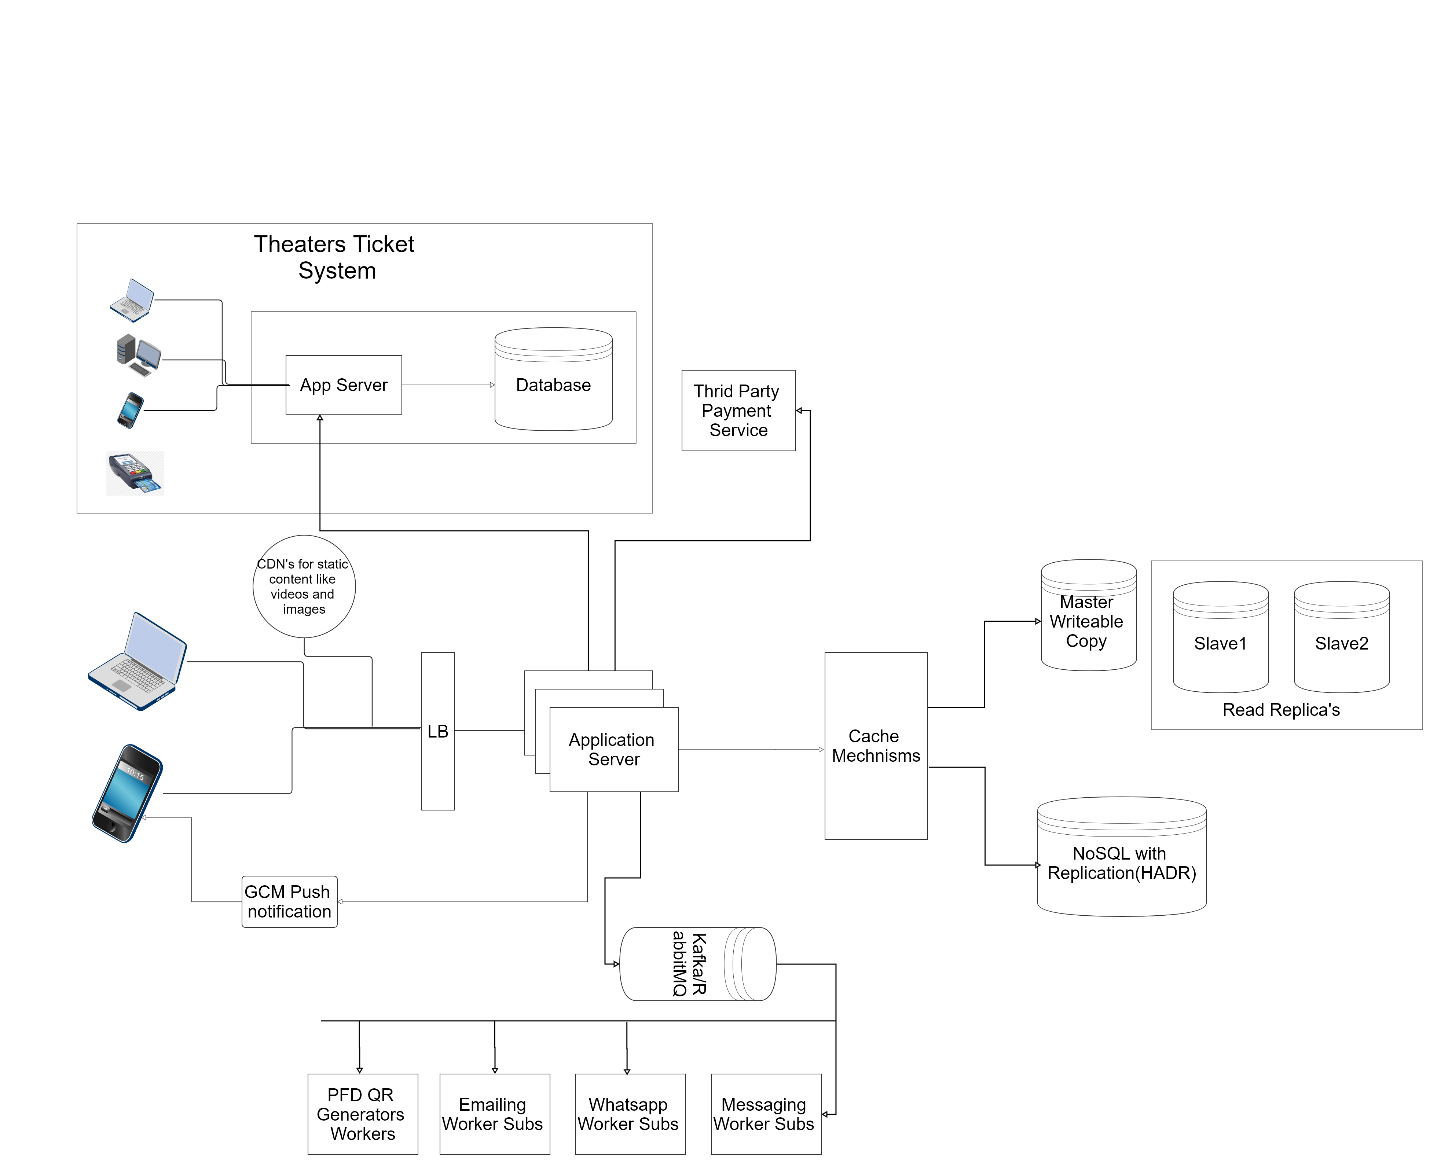 Theaters Ticket
System
App Server
Database
Thrid Party
Payment
Service
CDN's for static
content like
videos and
images
Master
Writeable
Copy
Slave1
Slave2
Read Replica's
LB
Application
Server
Cache
Mechnisms
10:15
NoSQL with
Replication(HADR)
GCM Push
notification
Kafka/R
abbitMQ
PFD QR
Generators
Workers
Emailing
Worker Subs
Whatsapp
Worker Subs
Messaging
Worker Subs